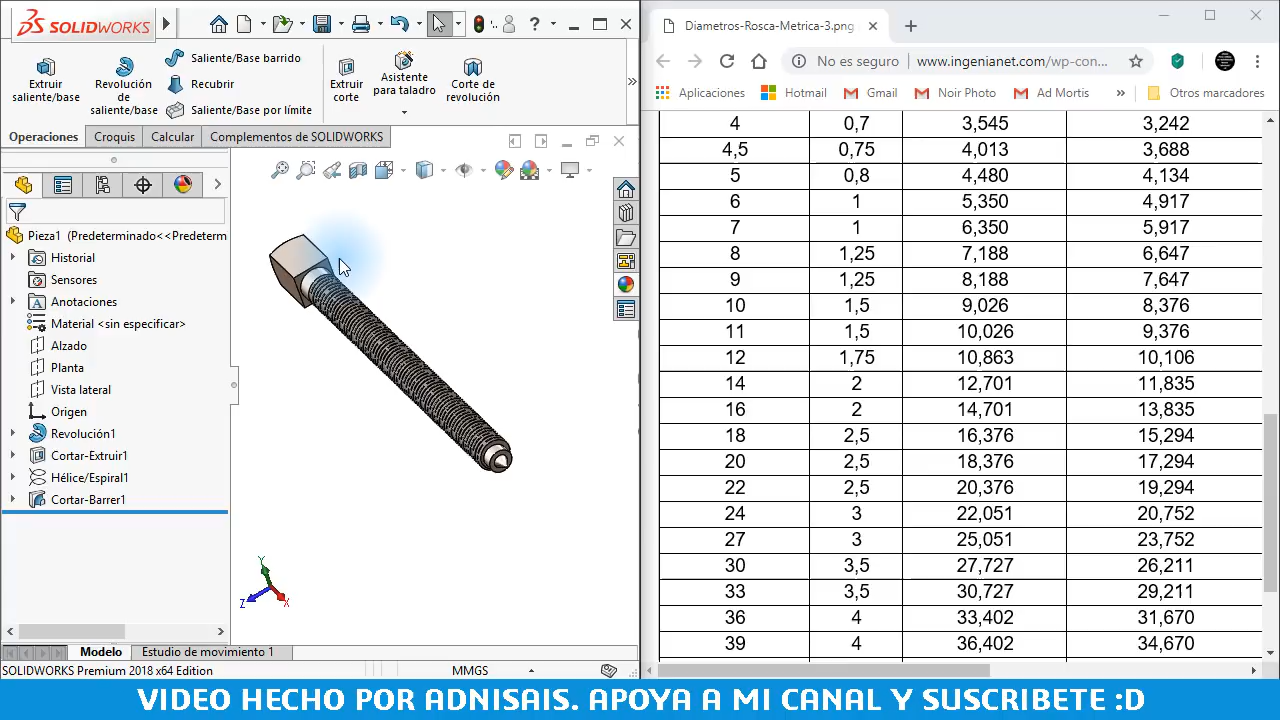 SOLIDWORKS
Extruir saliente/base
Revolución de saliente/base
Saliente/Base barrido
Recubrir
Saliente/Base por límite
Extruir corte
Asistente para taladro
Corte de revolución
Operaciones
Croquis
Calcular
Complementos de SOLIDWORKS
Pieza1 (Predeterminado<<Predeterm
Historial
Sensores
Anotaciones
Material <sin especificar>
Alzado
Planta
Vista lateral
Origen
Revolución1
Cortar-Extruir1
Hélice/Espiral1
Cortar-Barrer1
Y
Z
X
Modelo
Estudio de movimiento 1
SOLIDWORKS Premium 2018 x64 Edition
MMGS
Diametros-Rosca-Metrica-3.png
No es seguro
www.ingenianet.com/wp-con...
Aplicaciones
Hotmail
Gmail
Noir Photo
Ad Mortis
»
Otros marcadores
4 0,7 3,545 3,242
4,5 0,75 4,013 3,688
5 0,8 4,480 4,134
6 1 5,350 4,917
7 1 6,350 5,917
8 1,25 7,188 6,647
9 1,25 8,188 7,647
10 1,5 9,026 8,376
11 1,5 10,026 9,376
12 1,75 10,863 10,106
14 2 12,701 11,835
16 2 14,701 13,835
18 2,5 16,376 15,294
20 2,5 18,376 17,294
22 2,5 20,376 19,294
24 3 22,051 20,752
27 3 25,051 23,752
30 3,5 27,727 26,211
33 3,5 30,727 29,211
36 4 33,402 31,670
39 4 36,402 34,670
VIDEO HECHO POR ADNISAIS. APOYA A MI CANAL Y SUSCRIBETE :D